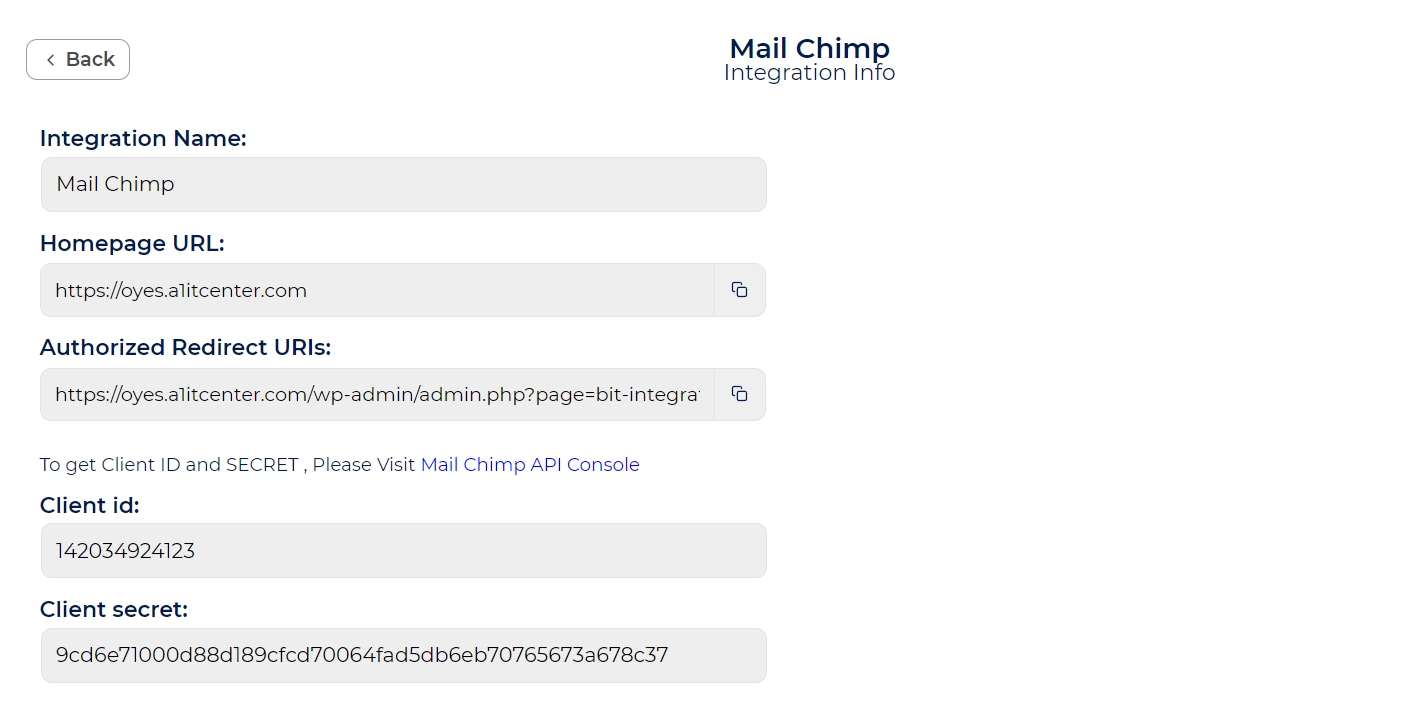 Back
Mail Chimp
Integration Info
Integration Name:
Mail Chimp
Homepage URL:
https://oyes.a1itcenter.com
Authorized Redirect URIs:
https://oyes.a1itcenter.com/wp-admin/admin.php?page=bit-integra
To get Client ID and SECRET , Please Visit Mail Chimp API Console
Client id:
142034924123
Client secret:
9cd6e71000d88d189cfcd70064fad5db6eb70765673a678c37